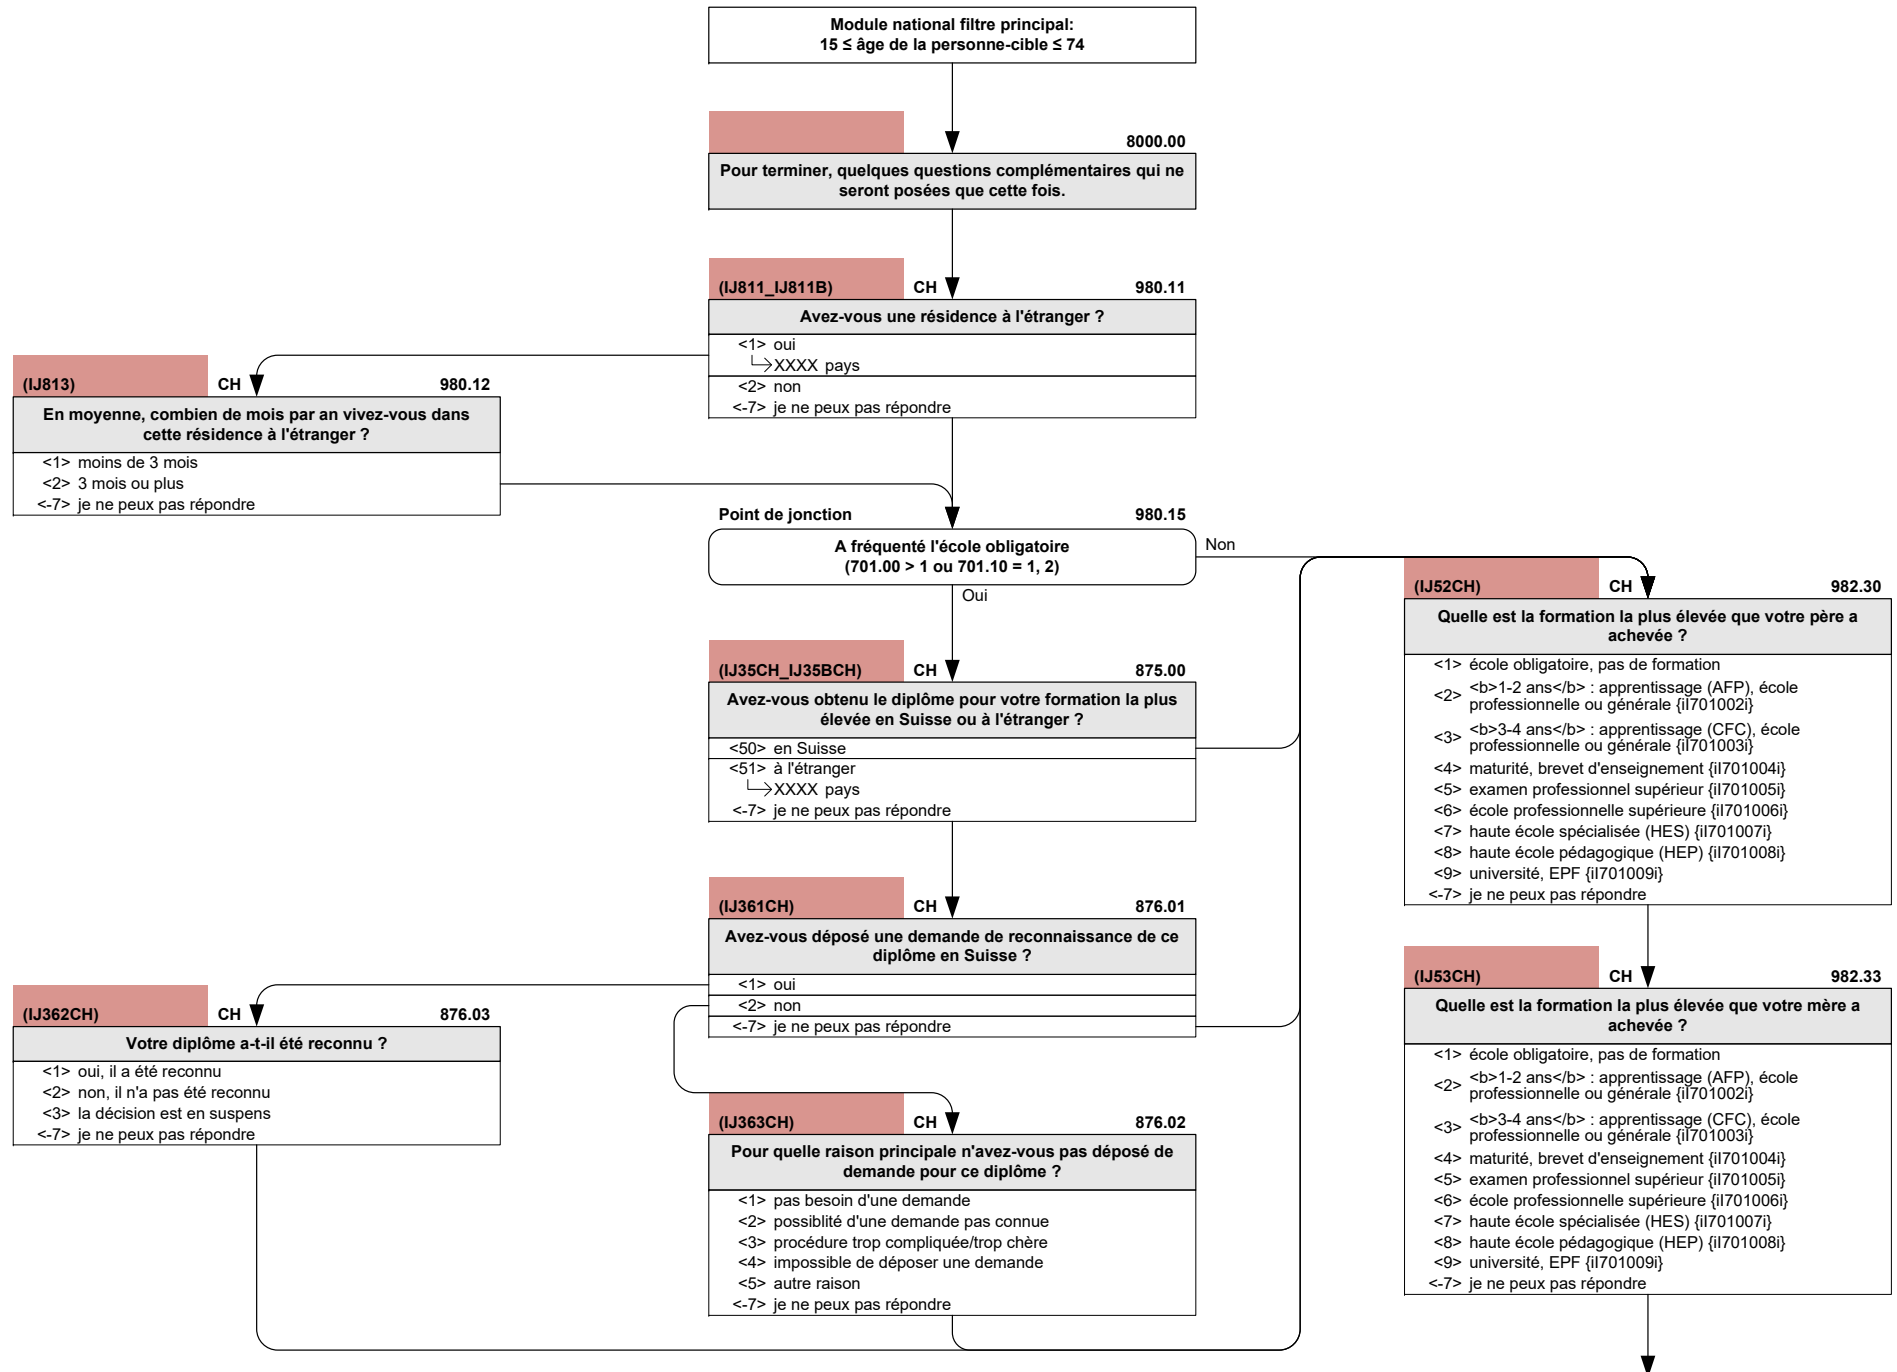 Module national filtre principal:
15 ≤ âge de la personne-cible ≤ 74
8000.00
Pour terminer, quelques questions complémentaires qui ne
seront posées que cette fois.
(IJ811_IJ811B) CH 980.11
Avez-vous une résidence à l'étranger ?
<1> oui
XXXX pays
<2> non
<-7> je ne peux pas répondre
(IJ813) CH 980.12
En moyenne, combien de mois par an vivez-vous dans
cette résidence à l'étranger ?
<1> moins de 3 mois
<2> 3 mois ou plus
<-7> je ne peux pas répondre
Point de jonction 980.15
A fréquenté l'école obligatoire
(701.00 > 1 ou 701.10 = 1, 2)
Non
Oui
(IJ35CH_IJ35BCH) CH 875.00
Avez-vous obtenu le diplôme pour votre formation la plus
élevée en Suisse ou à l'étranger ?
<50> en Suisse
<51> à l'étranger
XXXX pays
<-7> je ne peux pas répondre
(IJ361CH) CH 876.01
Avez-vous déposé une demande de reconnaissance de ce
diplôme en Suisse ?
<1> oui
<2> non
<-7> je ne peux pas répondre
(IJ362CH) CH 876.03
Votre diplôme a-t-il été reconnu ?
<1> oui, il a été reconnu
<2> non, il n'a pas été reconnu
<3> la décision est en suspens
<-7> je ne peux pas répondre
(IJ363CH) CH 876.02
Pour quelle raison principale n'avez-vous pas déposé de
demande pour ce diplôme ?
<1> pas besoin d'une demande
<2> possiblité d'une demande pas connue
<3> procédure trop compliquée/trop chère
<4> impossible de déposer une demande
<5> autre raison
<-7> je ne peux pas répondre
(IJ52CH) CH 982.30
Quelle est la formation la plus élevée que votre père a
achevée ?
<1> école obligatoire, pas de formation
<2> <b>1-2 ans</b> : apprentissage (AFP), école
professionnelle ou générale {iI701002i}
<3> <b>3-4 ans</b> : apprentissage (CFC), école
professionnelle ou générale {iI701003i}
<4> maturité, brevet d'enseignement {iI701004i}
<5> examen professionnel supérieur {iI701005i}
<6> école professionnelle supérieure {iI701006i}
<7> haute école spécialisée (HES) {iI701007i}
<8> haute école pédagogique (HEP) {iI701008i}
<9> université, EPF {iI701009i}
<-7> je ne peux pas répondre
(IJ53CH) CH 982.33
Quelle est la formation la plus élevée que votre mère a
achevée ?
<1> école obligatoire, pas de formation
<2> <b>1-2 ans</b> : apprentissage (AFP), école
professionnelle ou générale {iI701002i}
<3> <b>3-4 ans</b> : apprentissage (CFC), école
professionnelle ou générale {iI701003i}
<4> maturité, brevet d'enseignement {iI701004i}
<5> examen professionnel supérieur {iI701005i}
<6> école professionnelle supérieure {iI701006i}
<7> haute école spécialisée (HES) {iI701007i}
<8> haute école pédagogique (HEP) {iI701008i}
<9> université, EPF {iI701009i}
<-7> je ne peux pas répondre